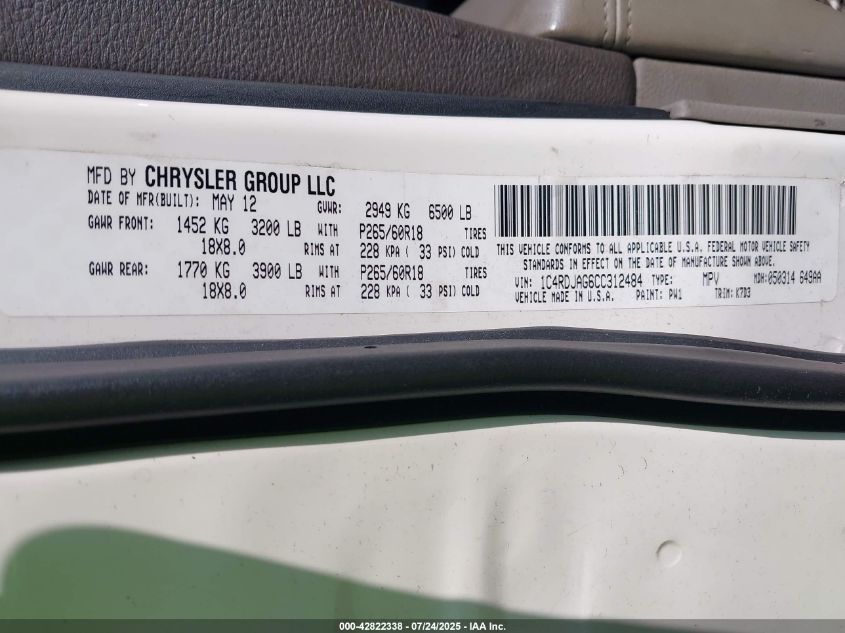 MFD BY CHRYSLER GROUP LLC
DATE OF MFR(BUILT): MAY 12 GVWR: 2949 KG 6500 LB
GAWR FRONT: 1452 KG 3200 LB WITH P265/60R18 TIRES
18X8.0 RIMS AT 228 KPA ( 33 PSI) COLD
GAWR REAR: 1770 KG 3900 LB WITH P265/60R18 TIRES
18X8.0 RIMS AT 228 KPA ( 33 PSI) COLD
THIS VEHICLE CONFORMS TO ALL APPLICABLE U.S.A. FEDERAL MOTOR VEHICLE SAFETY
STANDARDS IN EFFECT ON THE DATE OF MANUFACTURE SHOWN ABOVE.
VIN: 1C4RDJAG6CC312484 TYPE: MPV MDH:050314 649AA
VEHICLE MADE IN U.S.A. PAINT: PW1 TRIM: K7D3
000-42822338 - 07/24/2025 - IAA Inc.